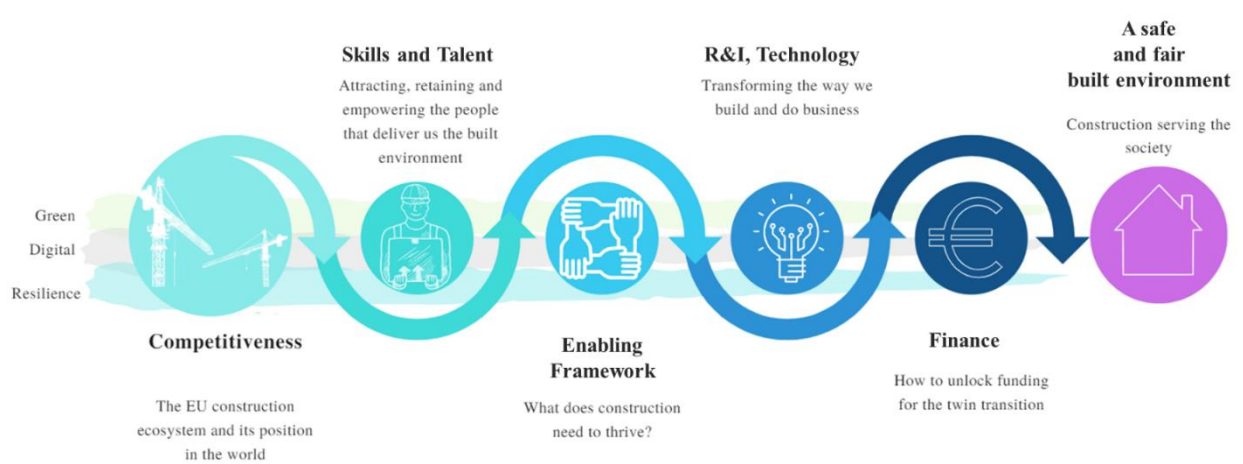 Green
Digital
Resilience
Competitiveness
The EU construction
ecosystem and its position
in the world
Skills and Talent
Attracting, retaining and
empowering the people
that deliver us the built
environment
Enabling
Framework
What does construction
need to thrive?
R&I, Technology
Transforming the way we
build and do business
Finance
How to unlock funding
for the twin transition
A safe
and fair
built environment
Construction serving the
society